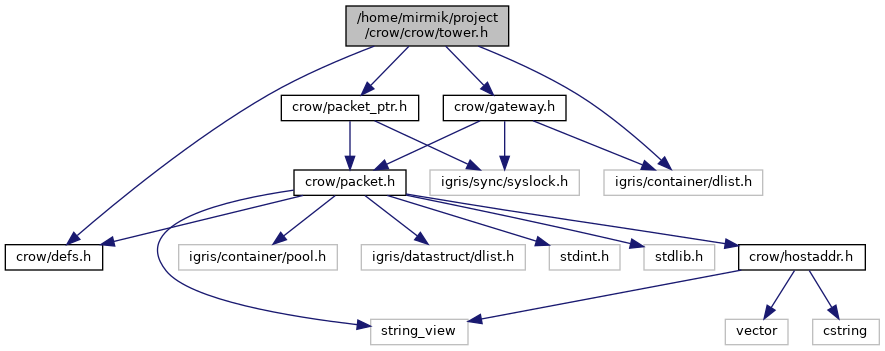 /home/mirmik/project
/crow/crow/tower.h
crow/packet_ptr.h
crow/gateway.h
crow/packet.h
igris/sync/syslock.h
igris/container/dlist.h
crow/defs.h
igris/container/pool.h
igris/datastruct/dlist.h
stdint.h
stdlib.h
crow/hostaddr.h
string_view
vector
cstring